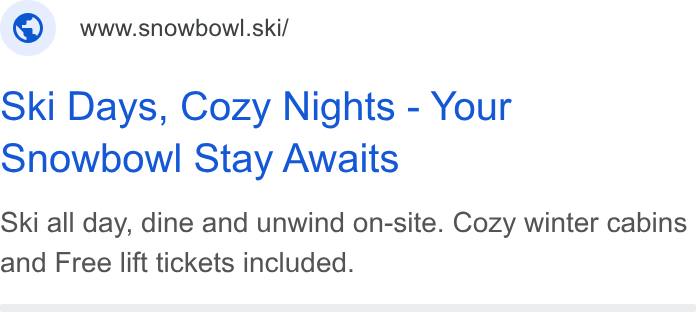 www.snowbowl.ski/
Ski Days, Cozy Nights - Your
Snowbowl Stay Awaits
Ski all day, dine and unwind on-site. Cozy winter cabins
and Free lift tickets included.